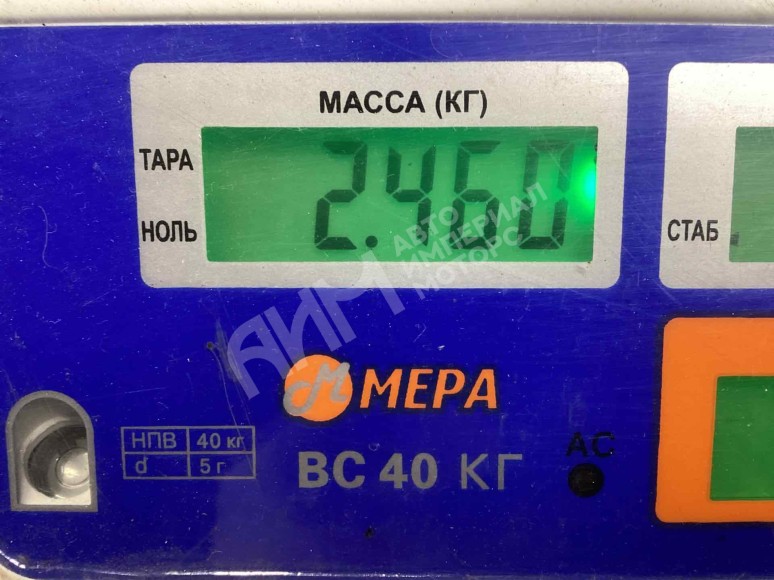 МАССА (КГ)
ТАРА
2.460
НОЛЬ
СТАБ
АИМ
АВТО
ИМПЕРИАЛ
МОТОРС
М МЕРА
НПВ 40 кг
d 5 г
ВС 40 КГ
AC